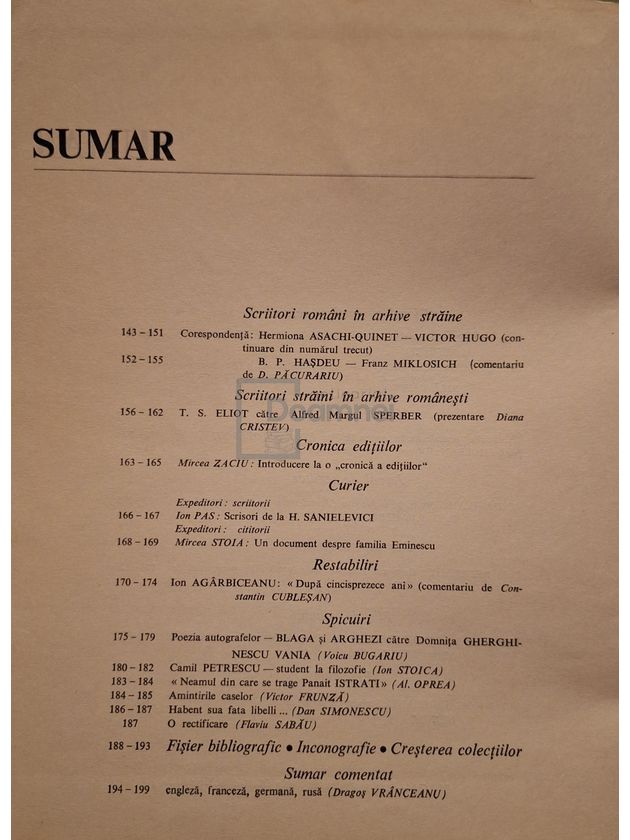 SUMAR
Scriitori români în arhive străine
143 – 151 Corespondență: Hermiona ASACHI-QUINET — VICTOR HUGO (con-
tinuare din numărul trecut)
152 – 155 B. P. HAŞDEU — Franz MIKLOSICH (comentariu
de D. PĂCURARIU)
Scriitori străini în arhive românești
156 – 162 T. S. ELIOT către Alfred Margul SPERBER (prezentare Diana
CRISTEV)
Cronica edițiilor
163 – 165 Mircea ZACIU: Introducere la o „cronică a edițiilor“
Curier
Expeditori: scriitorii
166 – 167 Ion PAS: Scrisori de la H. SANIELEVICI
Expeditori: cititorii
168 – 169 Mircea STOIA: Un document despre familia Eminescu
Restabiliri
170 – 174 Ion AGÂRBICEANU: « După cincisprezece ani » (comentariu de Con-
stantin CUBLEȘAN)
Spicuiri
175 – 179 Poezia autografelor — BLAGA și ARGHEZI către Domnița GHERGHI-
NESCU VANIA (Voicu BUGARIU)
180 – 182 Camil PETRESCU — student la filozofie (Ion STOICA)
183 – 184 « Neamul din care se trage Panait ISTRATI » (Al. OPREA)
184 – 185 Amintirile caselor (Victor FRUNZĂ)
186 – 187 Habent sua fata libelli ... (Dan SIMONESCU)
187 O rectificare (Flaviu SABĂU)
188 – 193 Fișier bibliografic • Inconografie • Creșterea colecțiilor
Sumar comentat
194 – 199 engleză, franceză, germană, rusă (Dragoș VRÂNCEANU)